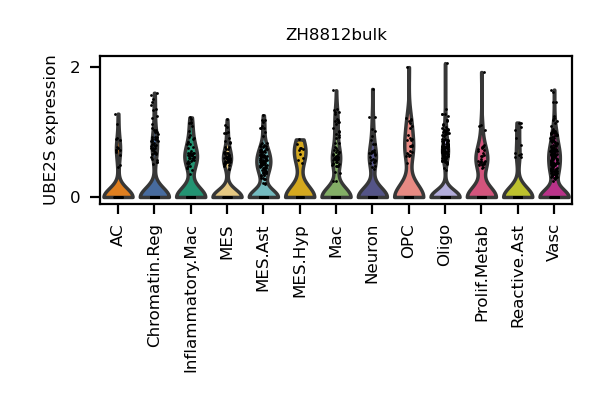 ZH8812bulk
UBE2S expression
2
0
AC
Chromatin.Reg
Inflammatory.Mac
MES
MES.Ast
MES.Hyp
Mac
Neuron
OPC
Oligo
Prolif.Metab
Reactive.Ast
Vasc